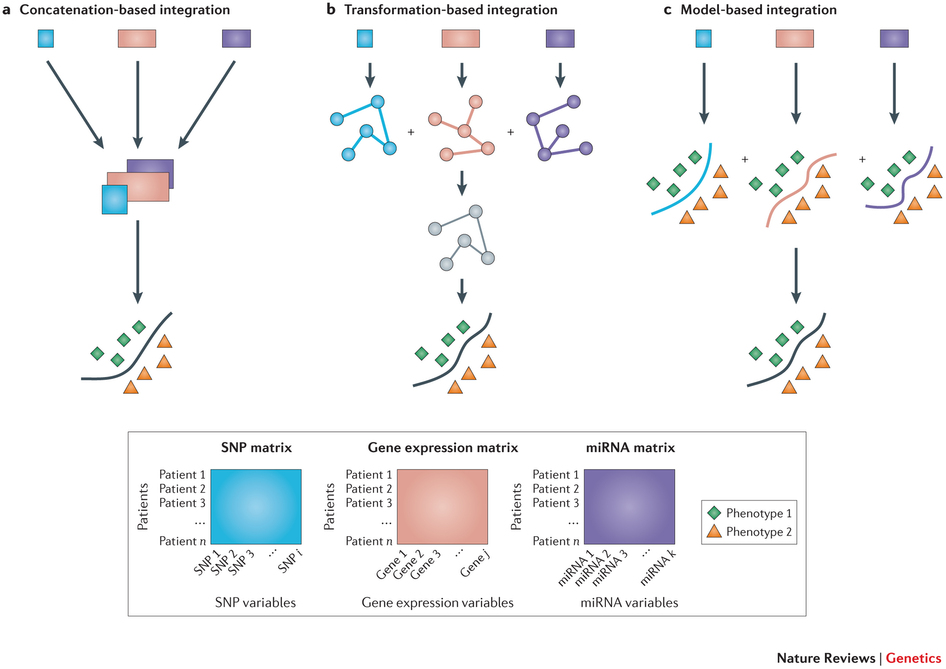 a Concatenation-based integration
b Transformation-based integration
c Model-based integration
+
+
+
+
SNP matrix
Patients
Patient 1
Patient 2
Patient 3
...
Patient n
SNP 1
SNP 2
SNP 3
...
SNP i
SNP variables
Gene expression matrix
Patients
Patient 1
Patient 2
Patient 3
...
Patient n
Gene 1
Gene 2
Gene 3
...
Gene j
Gene expression variables
miRNA matrix
Patients
Patient 1
Patient 2
Patient 3
...
Patient n
miRNA 1
miRNA 2
miRNA 3
...
miRNA k
miRNA variables
Phenotype 1
Phenotype 2
Nature Reviews | Genetics